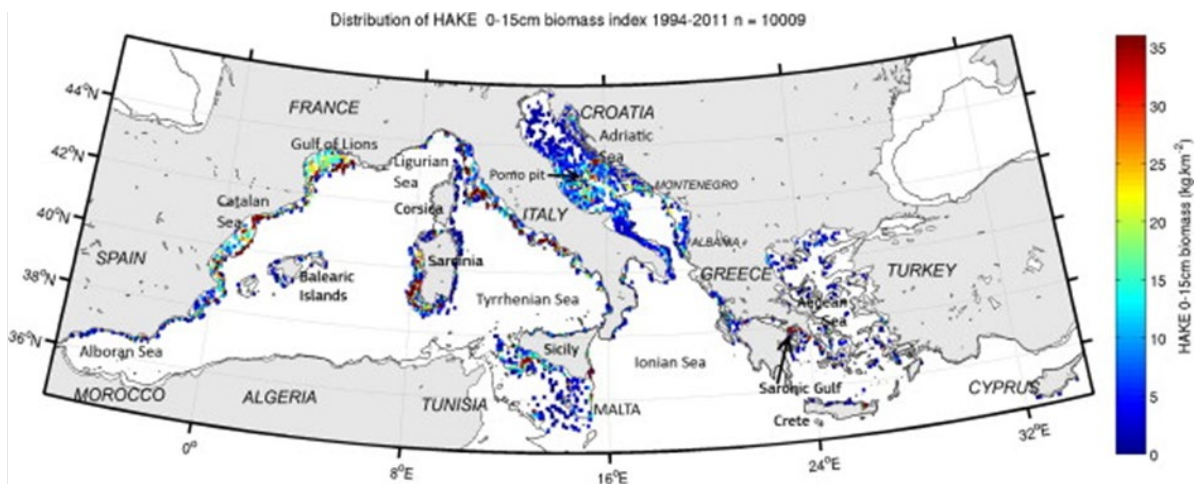 Distribution of HAKE 0-15cm biomass index 1994-2011 n = 10009
44°N
42°N
40°N
38°N
36°N
FRANCE
CROATIA
Gulf of Lions
Adriatic
Sea
Ligurian
Sea
Pomo pit
MONTENEGRO
Catalan
Sea
Corsica
ITALY
ALBANIA
SPAIN
Sardinia
GREECE
TURKEY
Balearic
Islands
Tyrrhenian Sea
Aegean
Sea
Alboran Sea
Sicily
Ionian Sea
Saronic Gulf
CYPRUS
MOROCCO
ALGERIA
TUNISIA
MALTA
Crete
0°
8°E
16°E
24°E
32°E
35
30
25
20
15
10
5
0
HAKE 0-15cm biomass (kg.km⁻²)